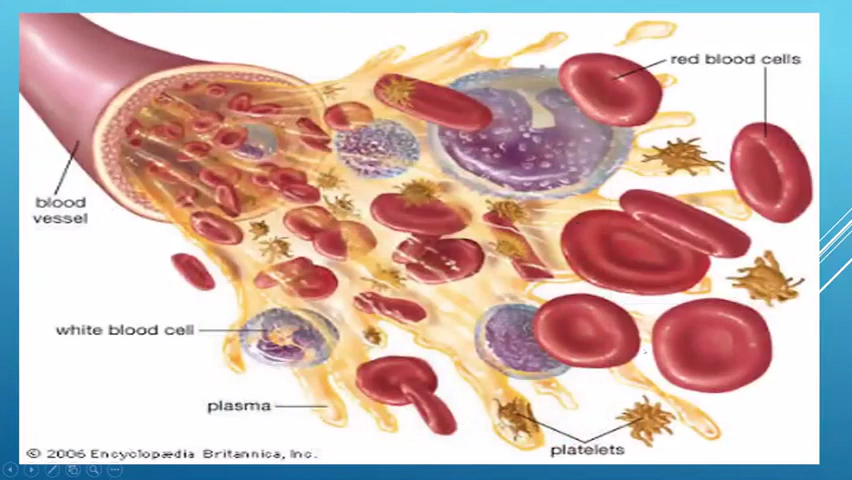 red blood cells
blood
vessel
white blood cell
plasma
platelets
© 2006 Encyclopædia Britannica, Inc.